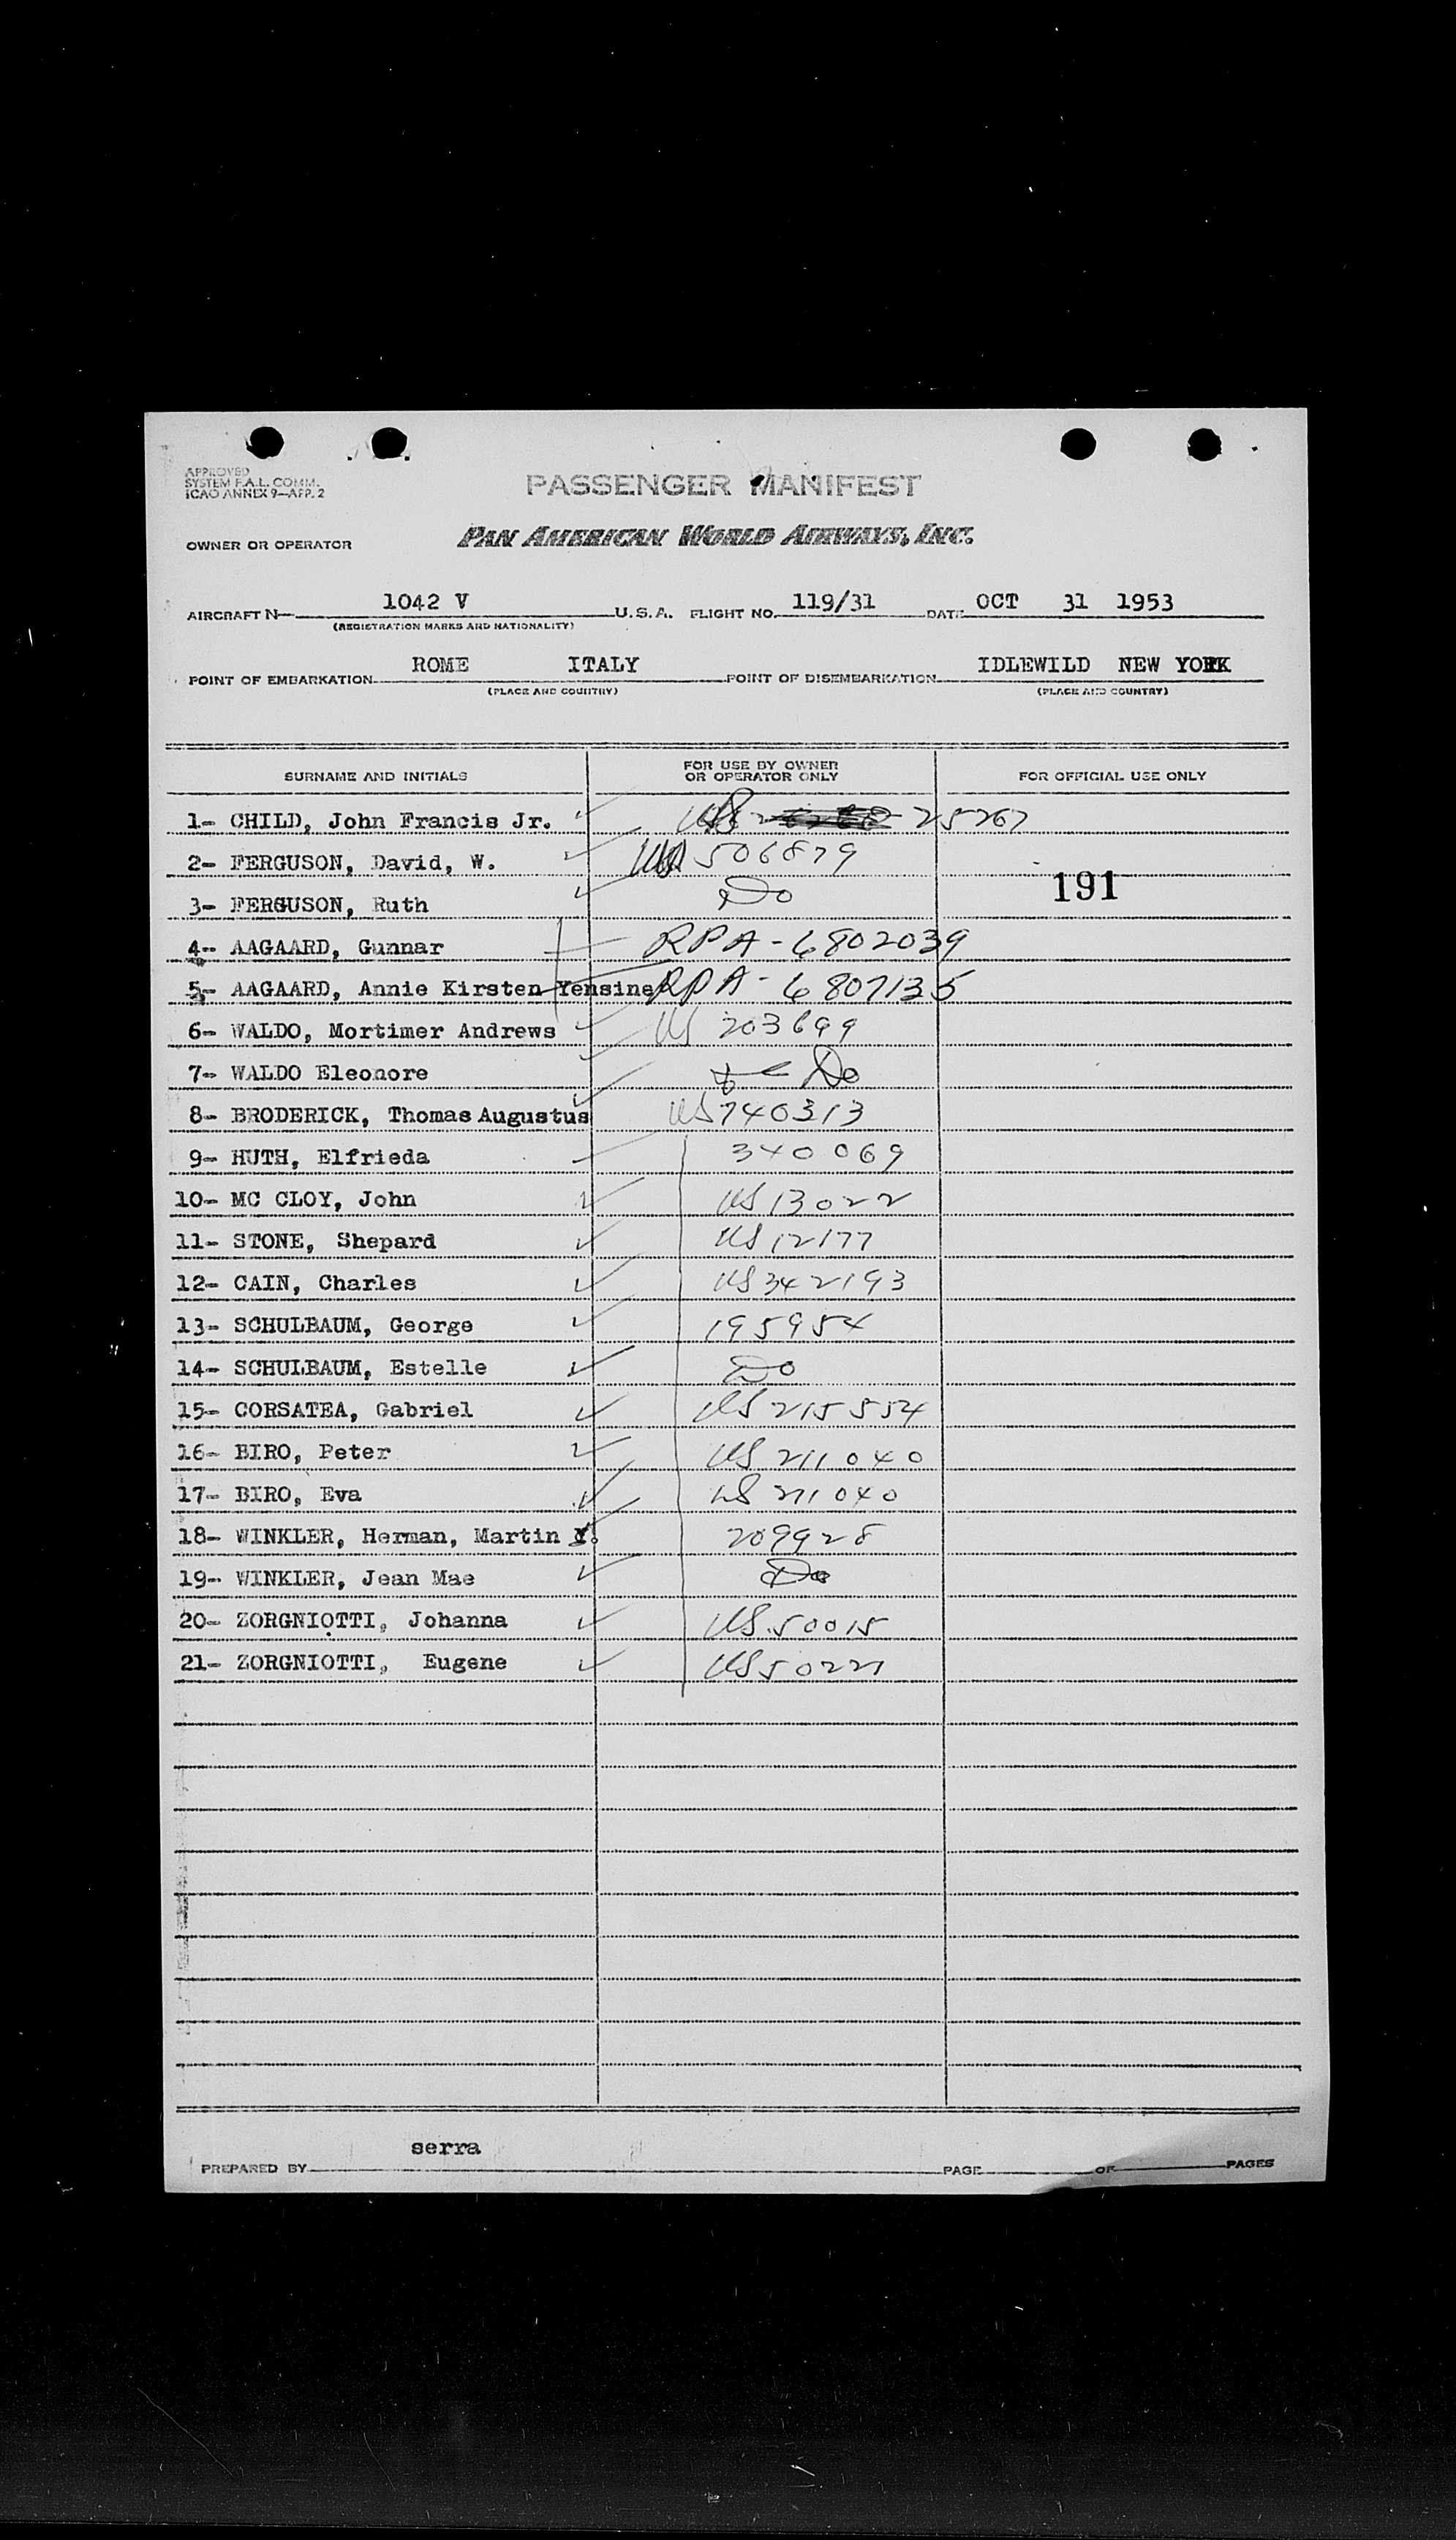 APPROVED
SYSTEM F.A.L. COMM.
ICAO ANNEX 9—APP. 2
PASSENGER MANIFEST
OWNER OR OPERATOR PAN AMERICAN WORLD AIRWAYS, INC.
AIRCRAFT N— 1042 V U.S.A. FLIGHT NO. 119/31 DATE OCT 31 1953
(REGISTRATION MARKS AND NATIONALITY)
POINT OF EMBARKATION ROME ITALY POINT OF DISEMBARKATION IDLEWILD NEW YORK
(PLACE AND COUNTRY) (PLACE AND COUNTRY)
SURNAME AND INITIALS FOR USE BY OWNER OR OPERATOR ONLY FOR OFFICIAL USE ONLY
1- CHILD, John Francis Jr. US 25267
2- FERGUSON, David, W. 506879
191
3- FERGUSON, Ruth Do
4- AAGAARD, Gunnar RPA-6802039
5- AAGAARD, Annie Kirsten Yensine RPA-6807135
6- WALDO, Mortimer Andrews US 203699
7- WALDO Eleonore Do
8- BRODERICK, Thomas Augustus US740313
9- HUTH, Elfrieda 340069
10- MC CLOY, John US13022
11- STONE, Shepard US12177
12- CAIN, Charles US342193
13- SCHULBAUM, George 195954
14- SCHULBAUM, Estelle Do
15- CORSATEA, Gabriel US 215554
16- BIRO, Peter US 211040
17- BIRO, Eva US 211040
18- WINKLER, Herman, Martin 209928
19- WINKLER, Jean Mae Do
20- ZORGNIOTTI, Johanna US.50015
21- ZORGNIOTTI, Eugene US50221
serra
PREPARED BY PAGE OF PAGES